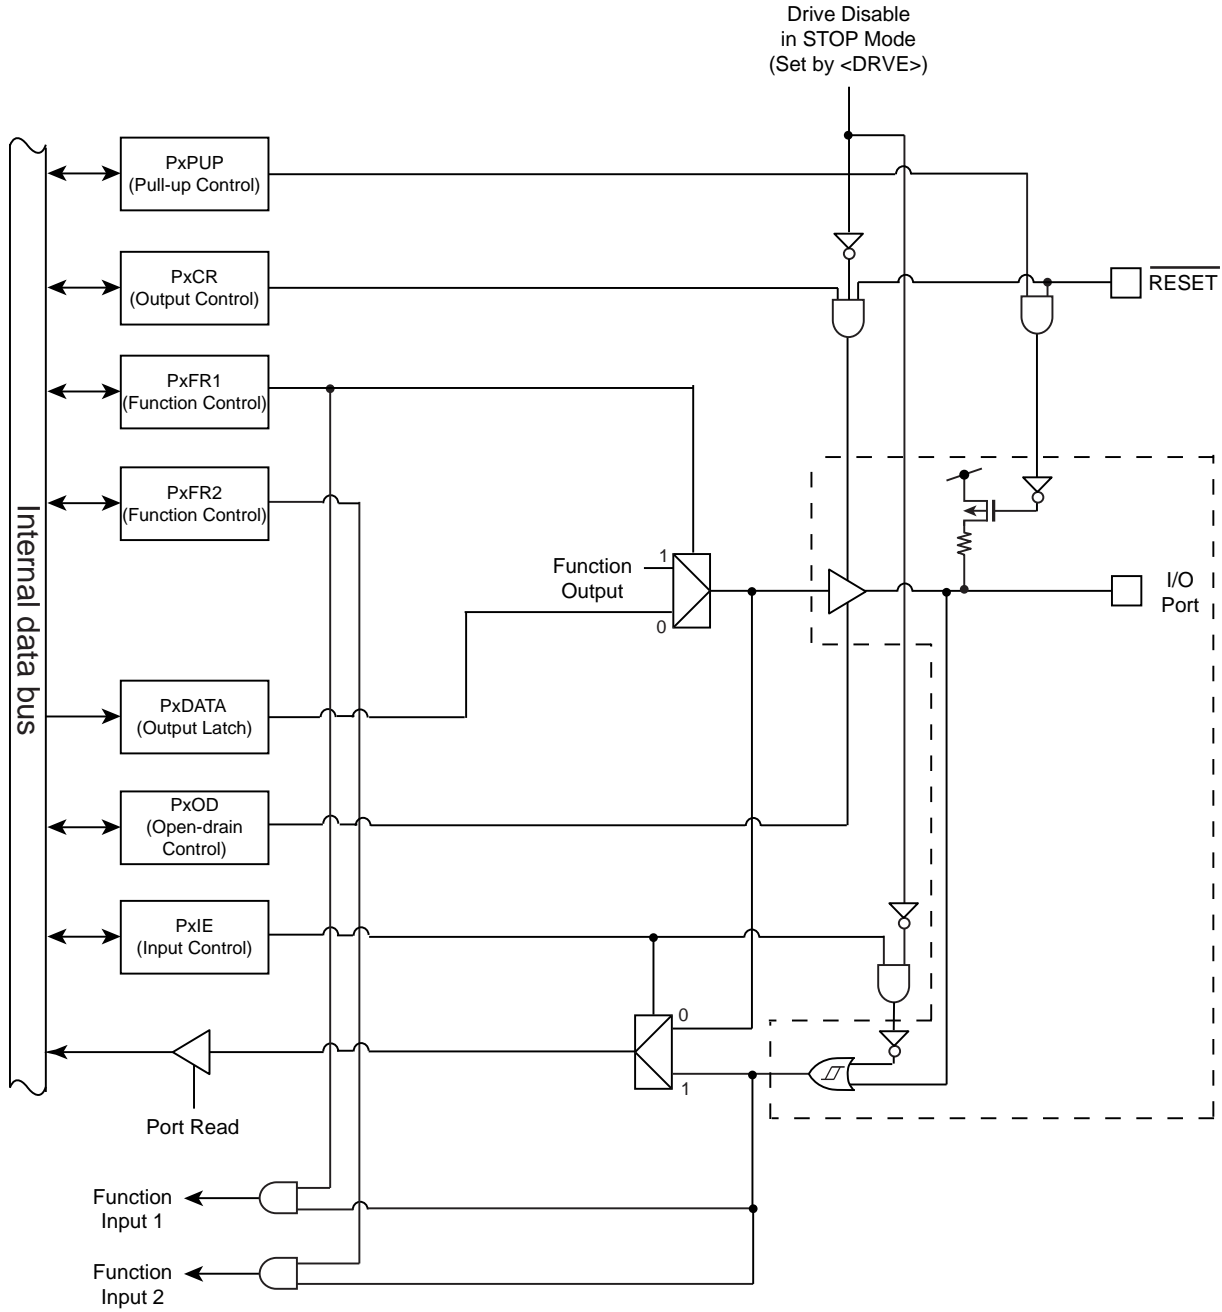 Drive Disable
in STOP Mode
(Set by <DRVE>)
PxPUP
(Pull-up Control)
PxCR
(Output Control)
RESET
PxFR1
(Function Control)
PxFR2
(Function Control)
Internal data bus
1
Function
Output
0
I/O
Port
PxDATA
(Output Latch)
PxOD
(Open-drain
Control)
PxIE
(Input Control)
0
1
Port Read
Function
Input 1
Function
Input 2